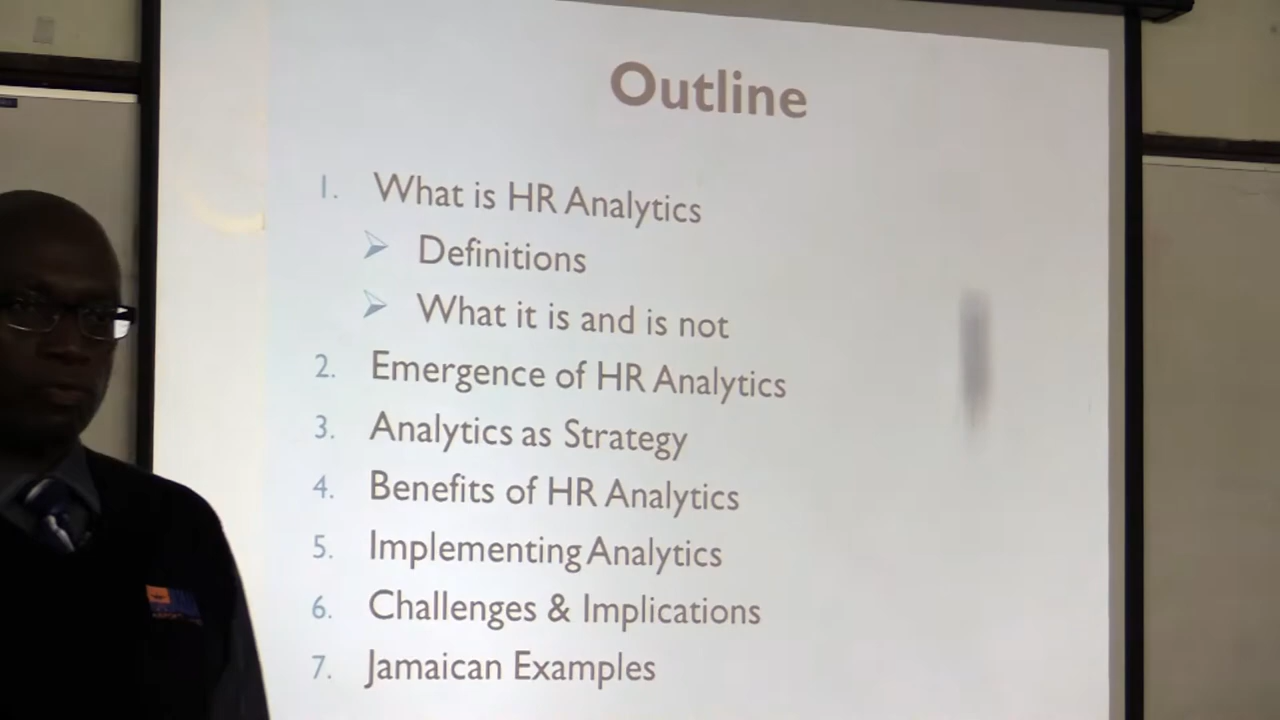 Outline
1. What is HR Analytics
➢ Definitions
➢ What it is and is not
2. Emergence of HR Analytics
3. Analytics as Strategy
4. Benefits of HR Analytics
5. Implementing Analytics
6. Challenges & Implications
7. Jamaican Examples